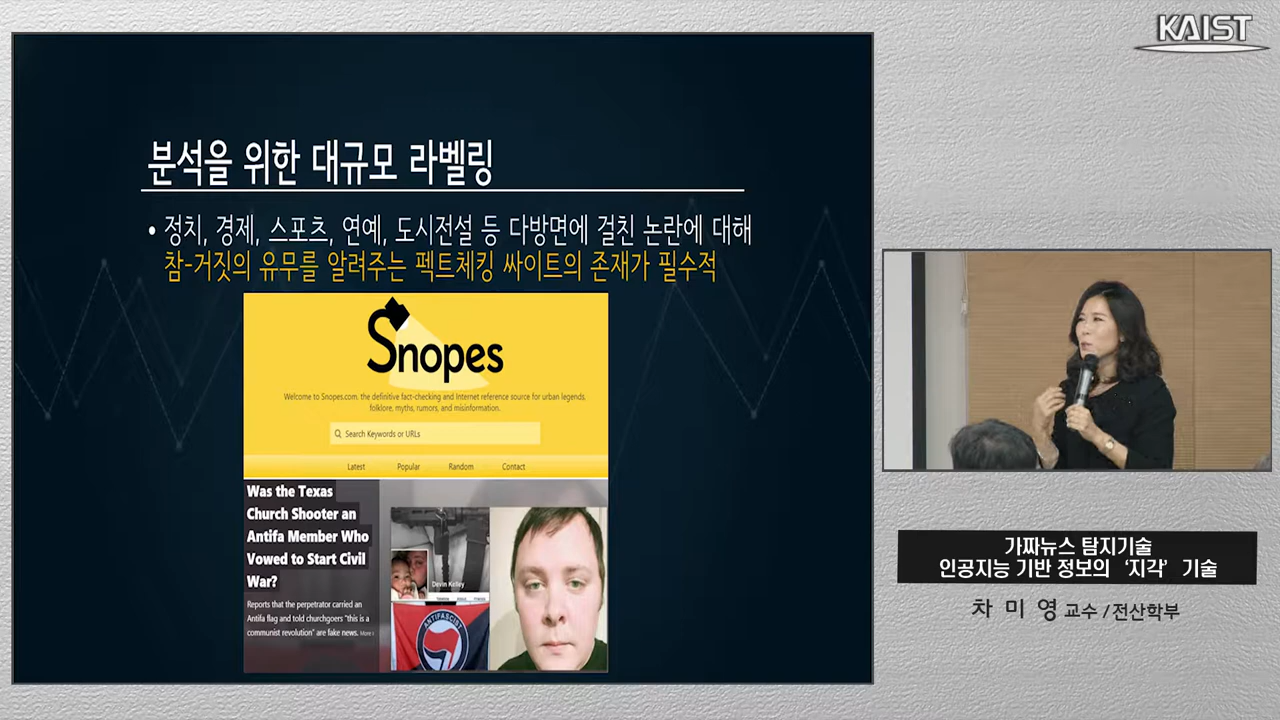 KAIST
분석을 위한 대규모 라벨링
• 정치, 경제, 스포츠, 연예, 도시전설 등 다방면에 걸친 논란에 대해
참-거짓의 유무를 알려주는 펙트체킹 싸이트의 존재가 필수적
Snopes
Welcome to Snopes.com, the definitive fact-checking and Internet reference source for urban legends,
folklore, myths, rumors, and misinformation.
Search Keywords or URLs
Latest Popular Random Contact
Was the Texas
Church Shooter an
Antifa Member Who
Vowed to Start Civil
War?
Reports that the perpetrator carried an
Antifa flag and told churchgoers "this is a
communist revolution" are fake news. More
Devin Kelley
ANTIFASCIST
가짜뉴스 탐지기술
인공지능 기반 정보의 ‘지각’ 기술
차 미 영 교수 / 전산학부